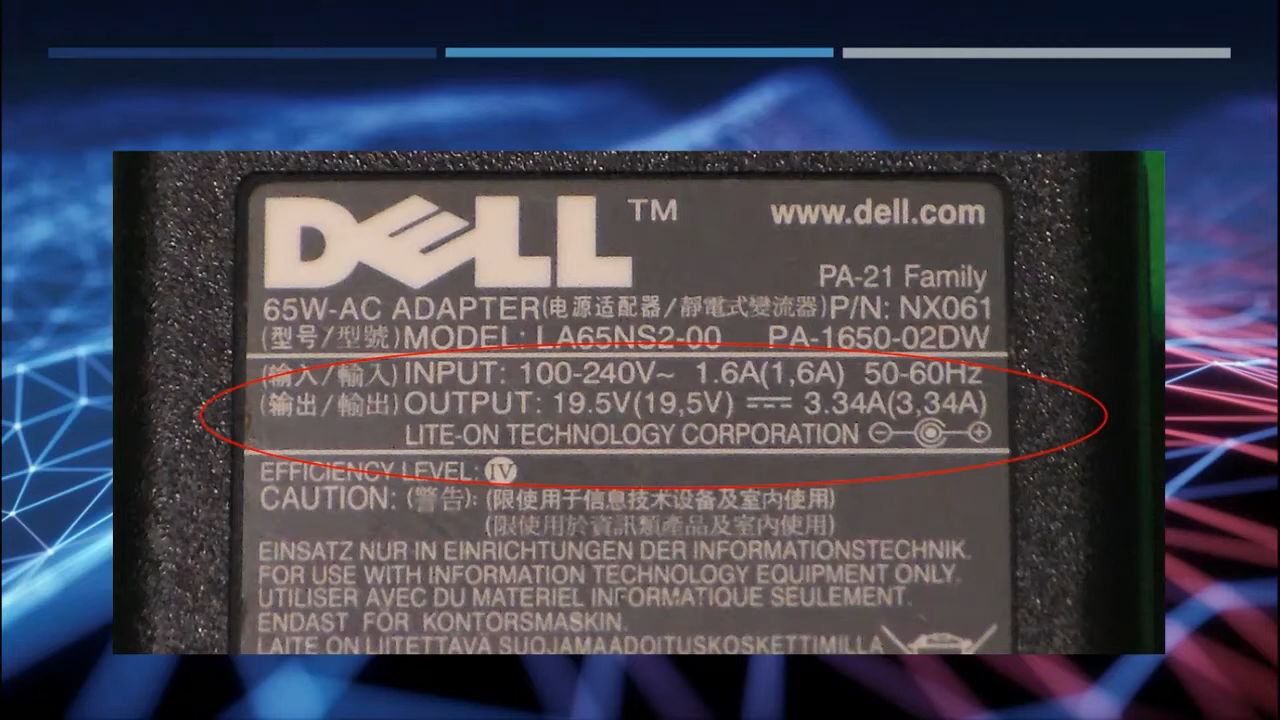 DELL™ www.dell.com
PA-21 Family
65W-AC ADAPTER(电源适配器/靜電式變流器)P/N: NX061
(型号/型號)MODEL: LA65NS2-00 PA-1650-02DW
(输入/輸入)INPUT: 100-240V~ 1.6A(1,6A) 50-60Hz
(输出/輸出)OUTPUT: 19.5V(19,5V) ⎓ 3.34A(3,34A)
LITE-ON TECHNOLOGY CORPORATION
EFFICIENCY LEVEL: IV
CAUTION: (警告): (限使用于信息技术设备及室内使用)
(限使用於資訊類產品及室內使用)
EINSATZ NUR IN EINRICHTUNGEN DER INFORMATIONSTECHNIK.
FOR USE WITH INFORMATION TECHNOLOGY EQUIPMENT ONLY.
UTILISER AVEC DU MATERIEL INFORMATIQUE SEULEMENT.
ENDAST FÖR KONTORSMASKIN.
LAITE ON LIITETTAVA SUOJAMAADOITUSKOSKETTIMILLA